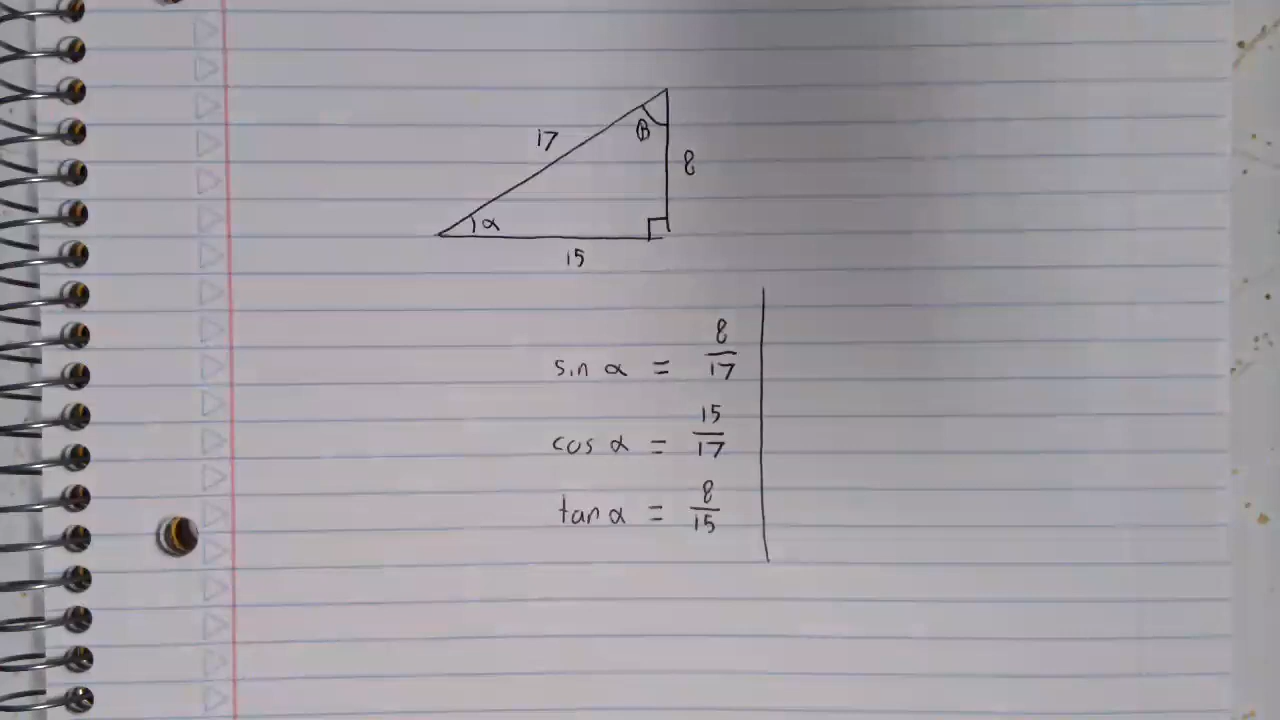 17
B
8
α
15
sin α = 8/17
cos α = 15/17
tan α = 8/15